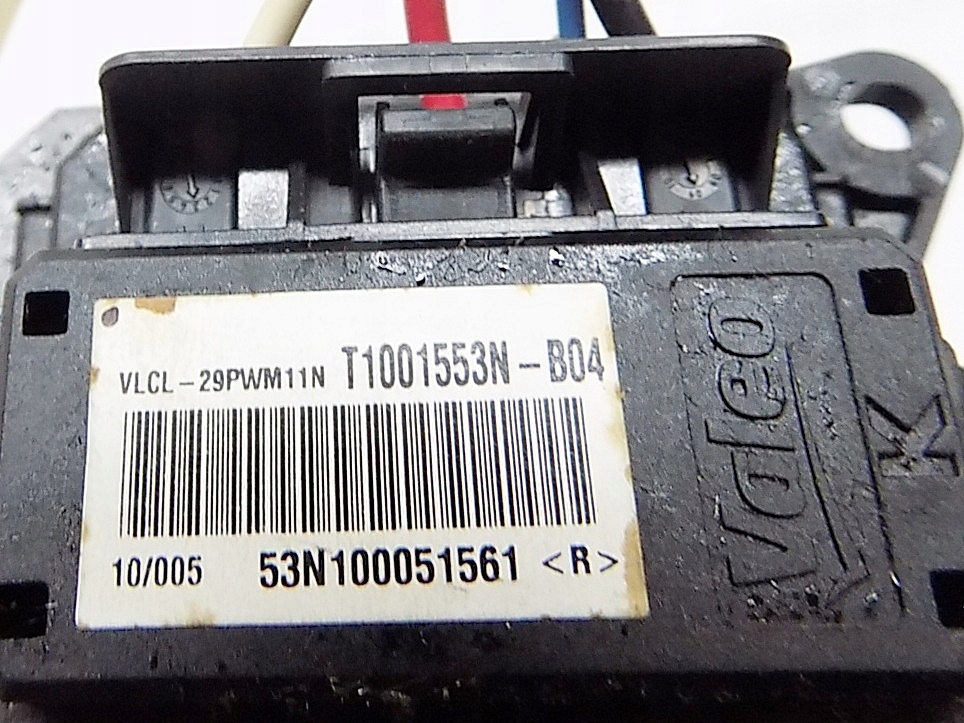 VLCL-29PWM11N T1001553N-B04
10/005 53N100051561 <R>
Valeo
K